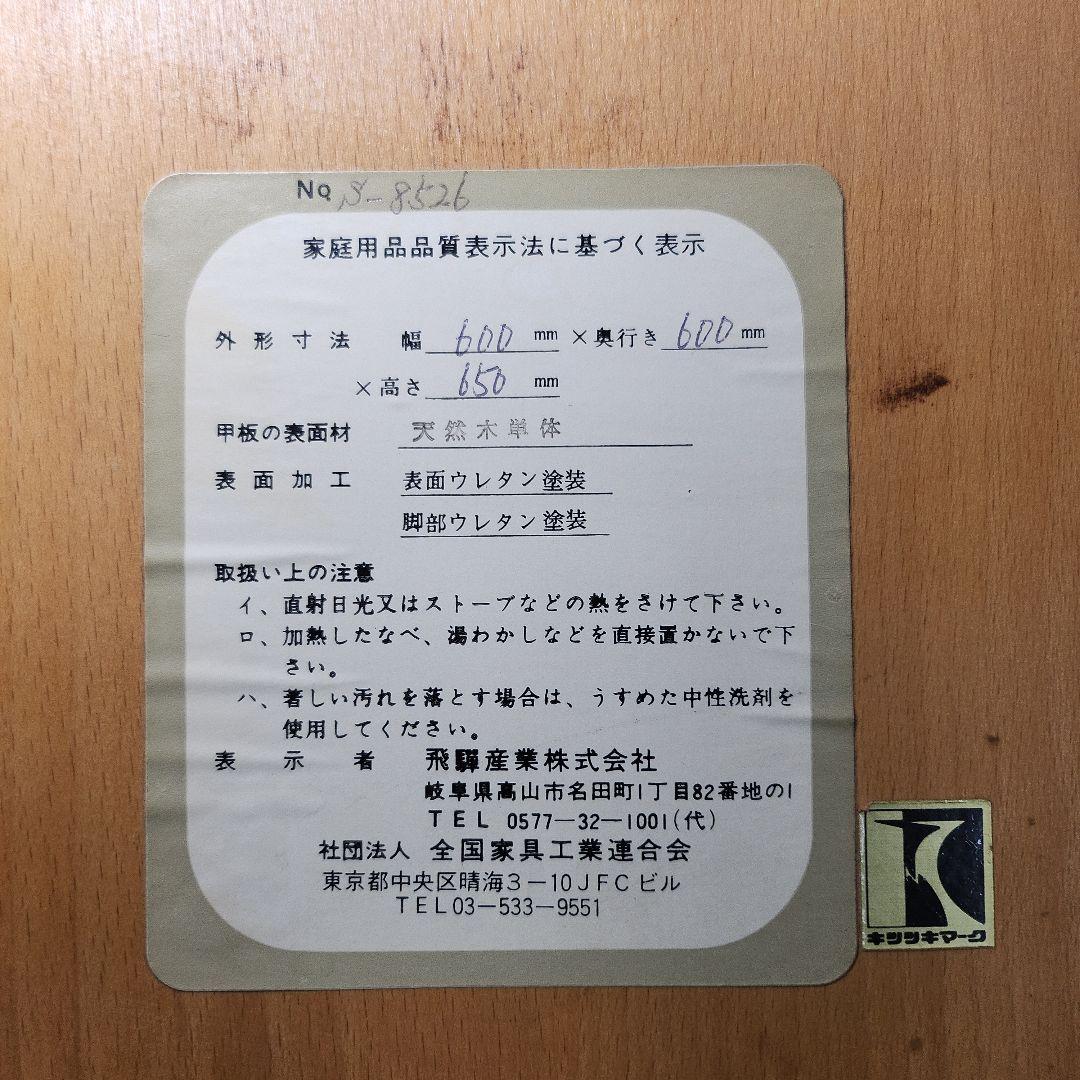 No S-8526
家庭用品品質表示法に基づく表示
外形寸法 幅 600 mm ×奥行き 600 mm
×高さ 650 mm
甲板の表面材 天然木単体
表面加工 表面ウレタン塗装
脚部ウレタン塗装
取扱い上の注意
イ、直射日光又はストーブなどの熱をさけて下さい。
ロ、加熱したなべ、湯わかしなどを直接置かないで下
さい。
ハ、著しい汚れを落とす場合は、うすめた中性洗剤を
使用してください。
表示者 飛騨産業株式会社
岐阜県高山市名田町1丁目82番地の1
TEL 0577-32-1001(代)
社団法人 全国家具工業連合会
東京都中央区晴海3-10JFCビル
TEL03-533-9551
キツツキマーク